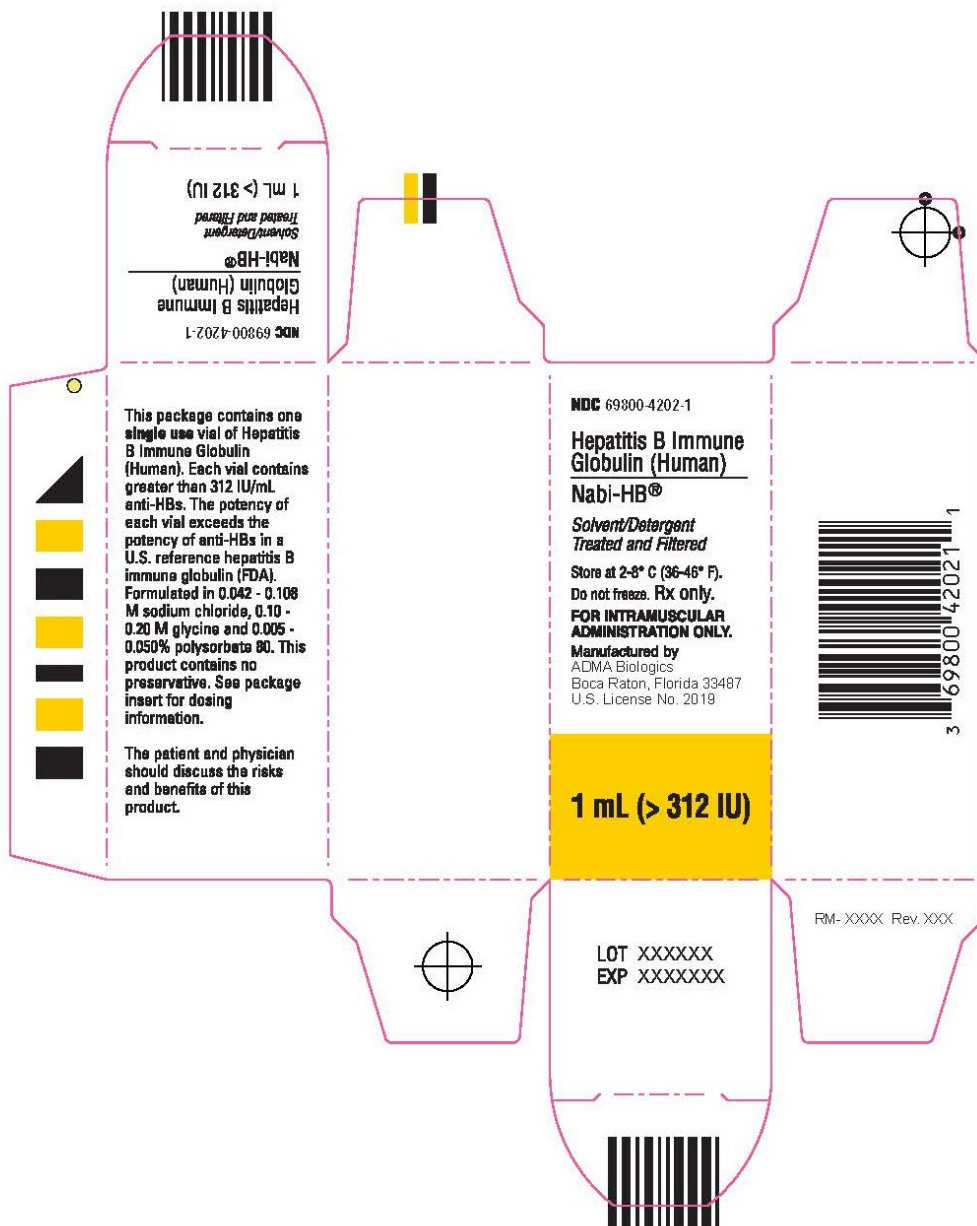 1 mL (> 312 IU)
Solvent/Detergent
Treated and Filtered
Nabi-HB®
Hepatitis B Immune
Globulin (Human)
NDC 69800-4202-1
This package contains one
single use vial of Hepatitis
B Immune Globulin
(Human). Each vial contains
greater than 312 IU/mL
anti-HBs. The potency of
each vial exceeds the
potency of anti-HBs in a
U.S. reference hepatitis B
immune globulin (FDA).
Formulated in 0.042 - 0.108
M sodium chloride, 0.10 -
0.20 M glycine and 0.005 -
0.050% polysorbate 80. This
product contains no
preservative. See package
insert for dosing
information.
The patient and physician
should discuss the risks
and benefits of this
product.
NDC 69800-4202-1
Hepatitis B Immune
Globulin (Human)
Nabi-HB®
Solvent/Detergent
Treated and Filtered
Store at 2-8° C (36-46° F).
Do not freeze. Rx only.
FOR INTRAMUSCULAR
ADMINISTRATION ONLY.
Manufactured by
ADMA Biologics
Boca Raton, Florida 33487
U.S. License No. 2019
1 mL (> 312 IU)
LOT XXXXXX
EXP XXXXXXX
3 69800 42021 1
RM- XXXX Rev. XXX